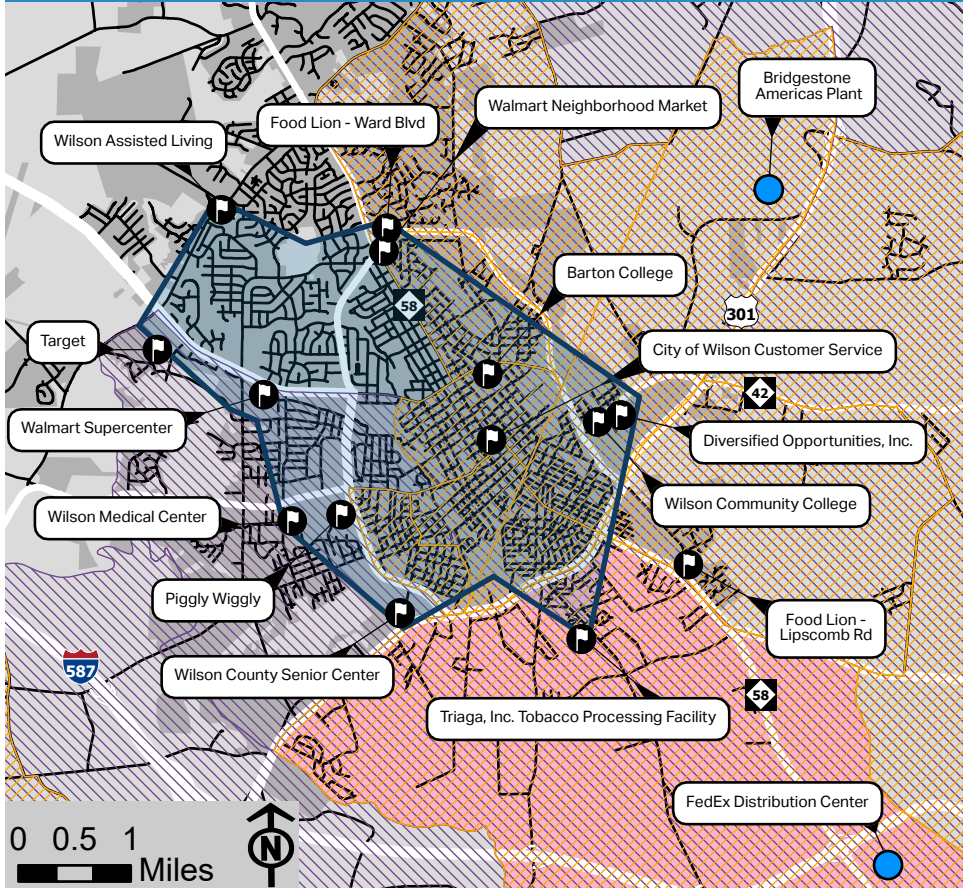 Bridgestone
Americas Plant
Walmart Neighborhood Market
Food Lion - Ward Blvd
Wilson Assisted Living
Barton College
58
301
Target
City of Wilson Customer Service
42
Walmart Supercenter
Diversified Opportunities, Inc.
Wilson Community College
Wilson Medical Center
Piggly Wiggly
Food Lion -
Lipscomb Rd
587
Wilson County Senior Center
58
Triaga, Inc. Tobacco Processing Facility
FedEx Distribution Center
0 0.5 1
Miles
N